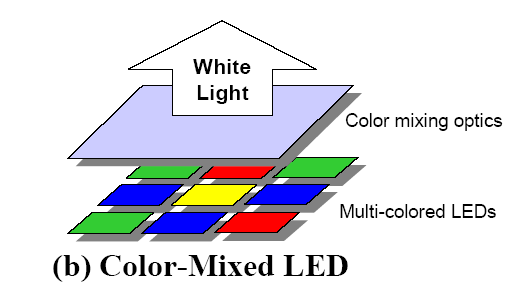 White
Light
Color mixing optics
Multi-colored LEDs
(b) Color-Mixed LED